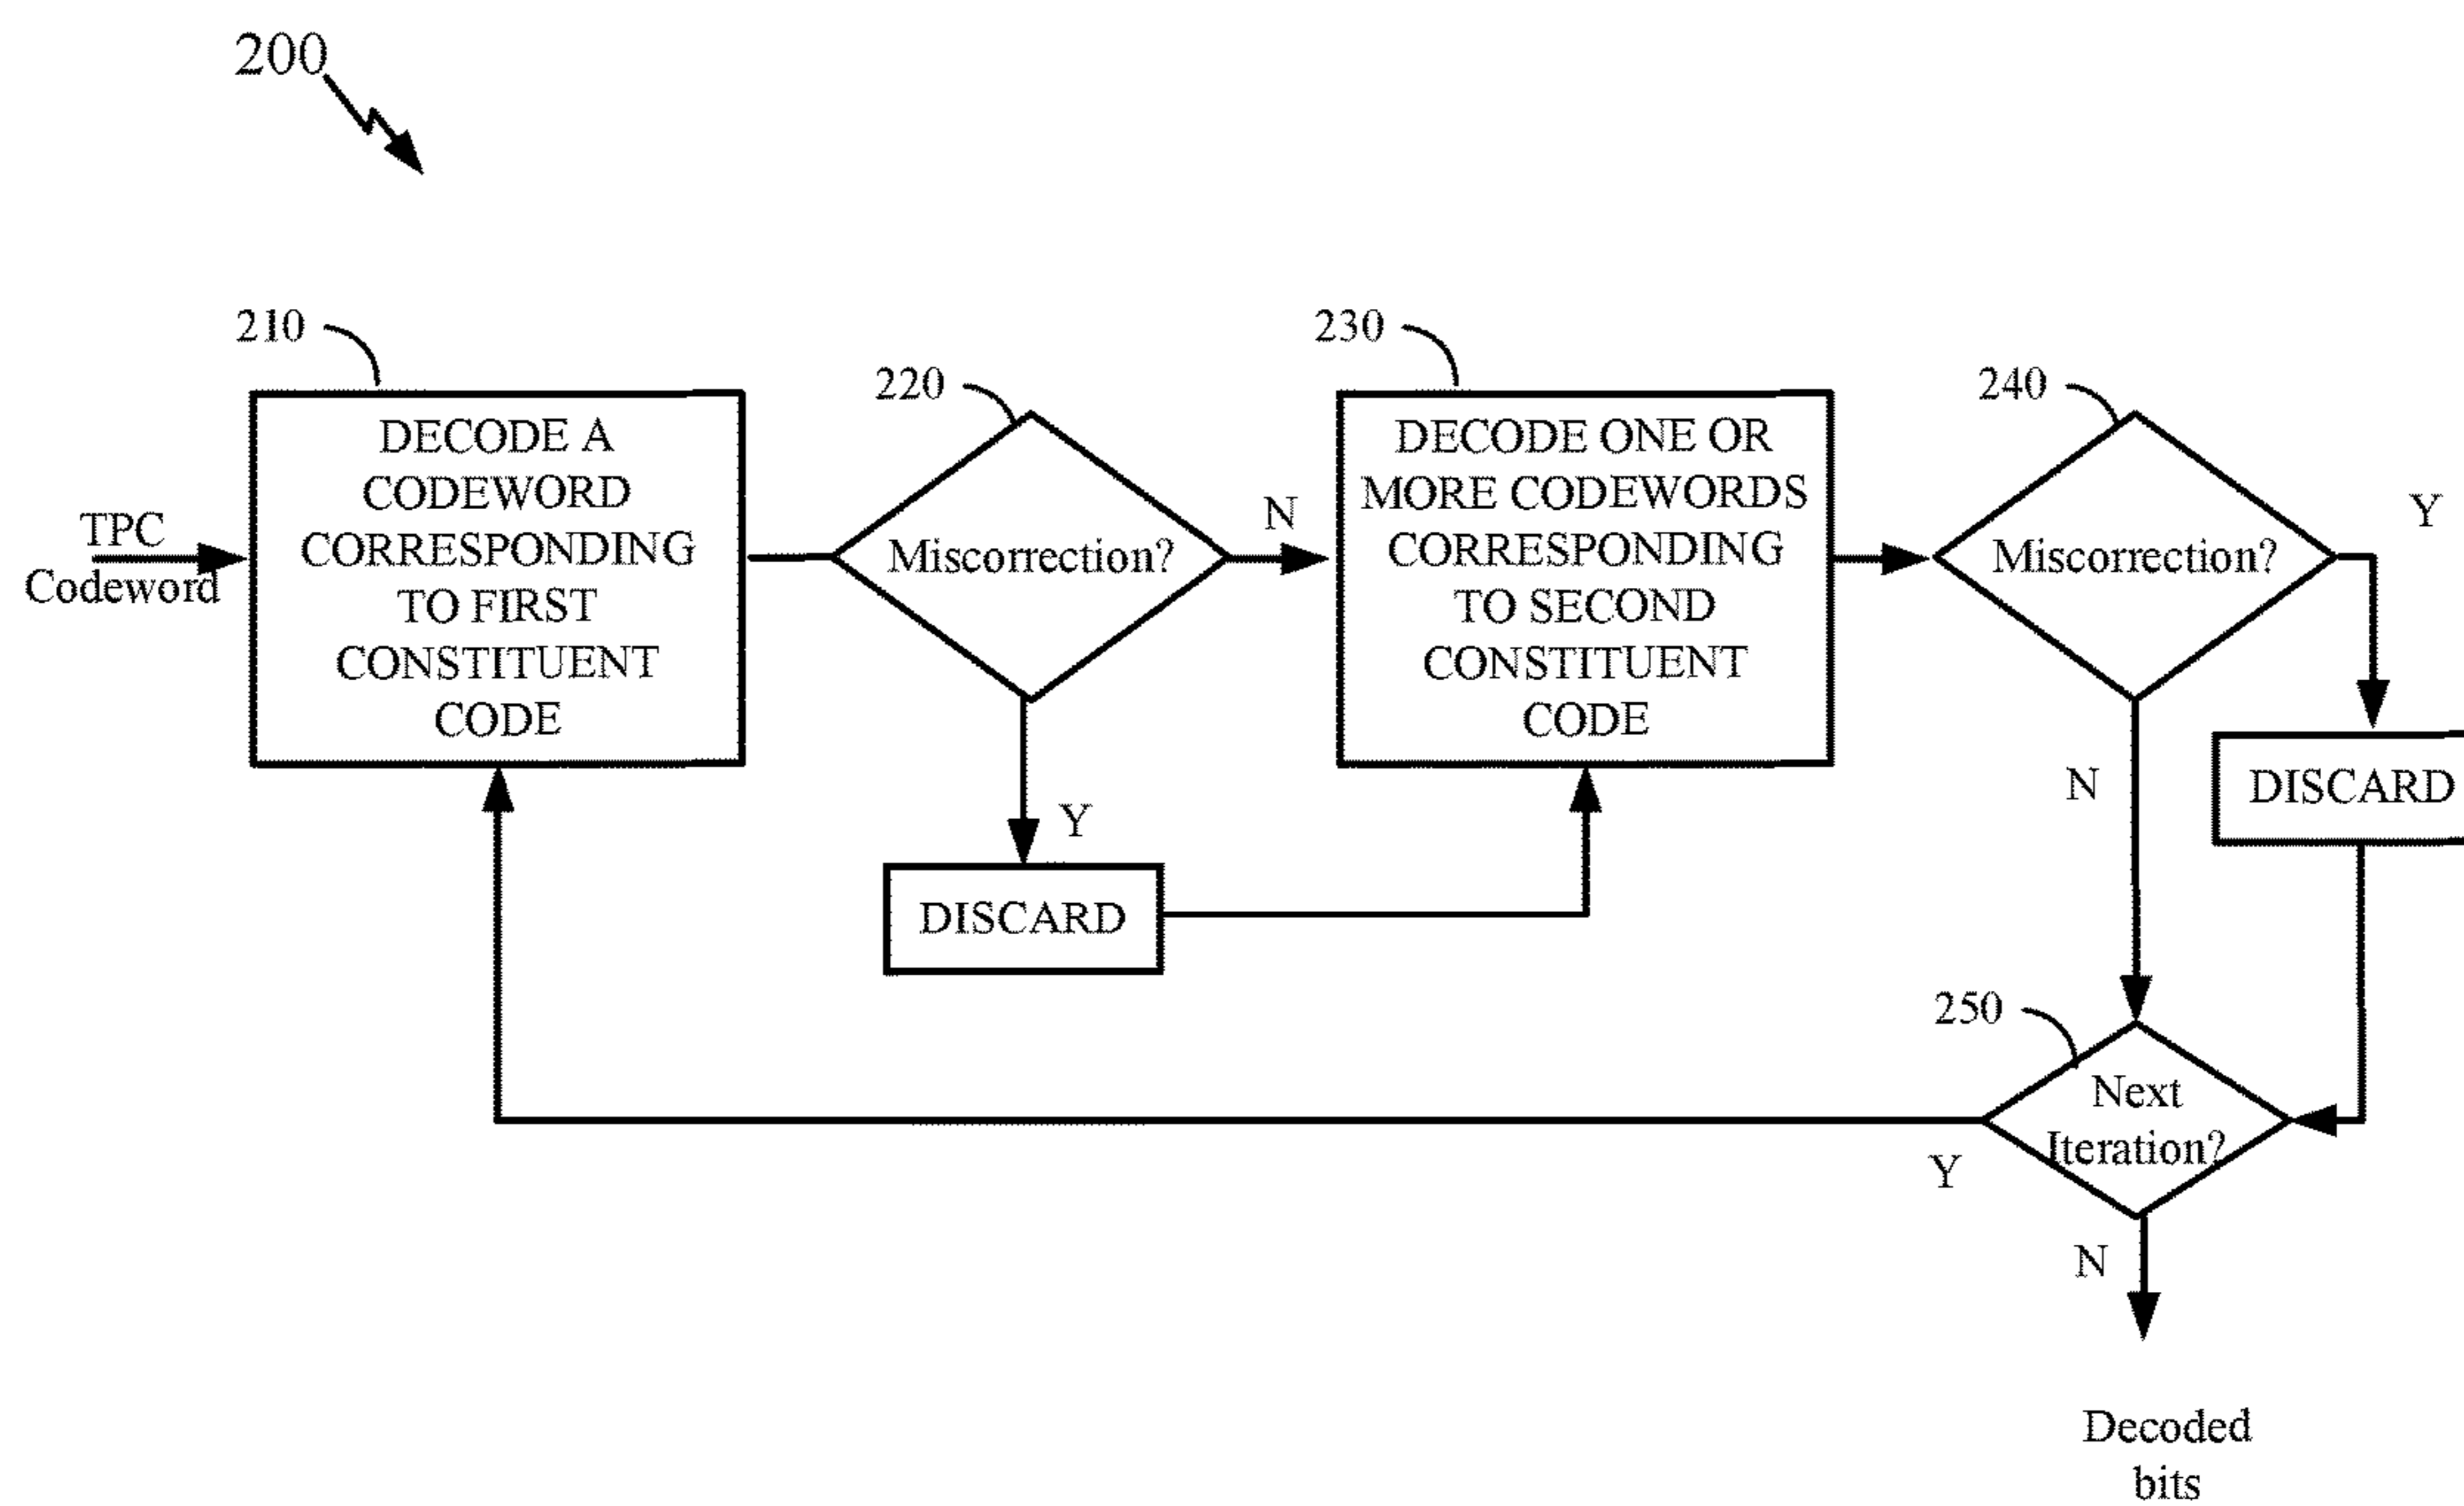 200
210
DECODE A
CODEWORD
CORRESPONDING
TO FIRST
CONSTITUENT
CODE
TPC
Codeword
220
Miscorrection?
N
Y
DISCARD
230
DECODE ONE OR
MORE CODEWORDS
CORRESPONDING
TO SECOND
CONSTITUENT
CODE
240
Miscorrection?
Y
N
DISCARD
250
Next
Iteration?
Y
N
Decoded
bits